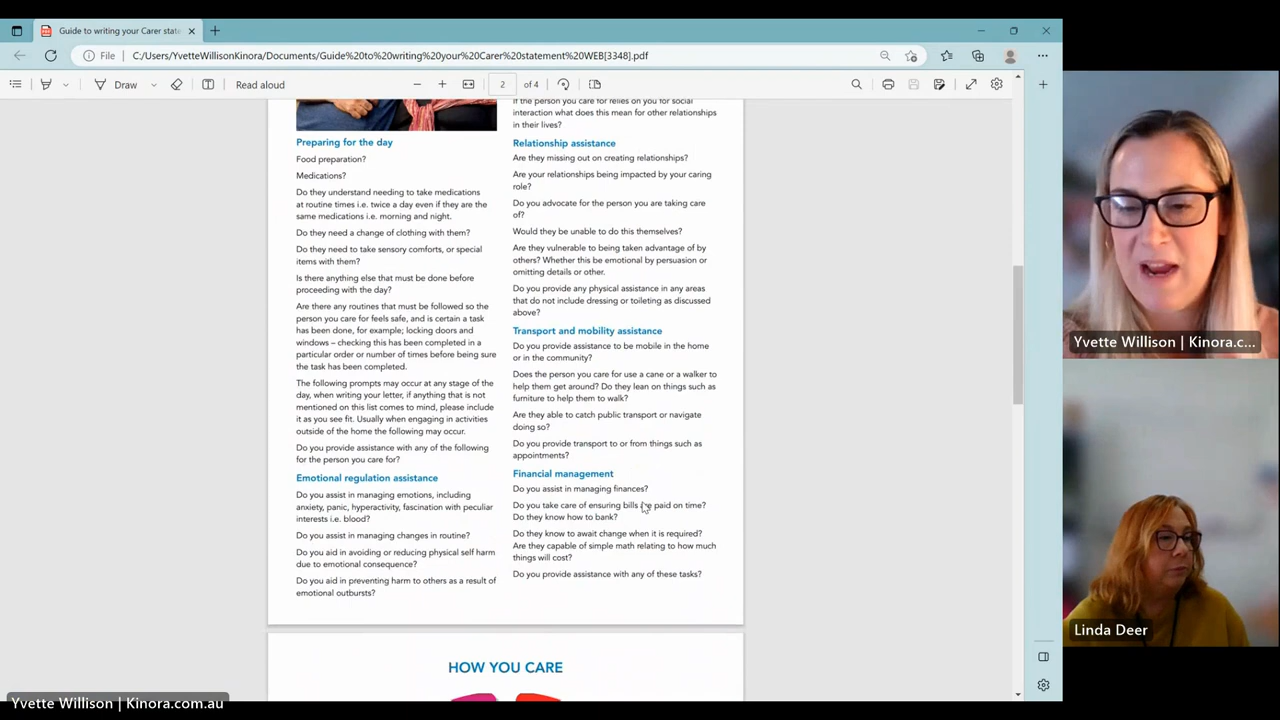 Guide to writing your Carer stat
File
C:/Users/YvetteWillisonKinora/Documents/Guide%20to%20writing%20your%20Carer%20statement%20WEB[3348].pdf
Draw
Read aloud
2
of 4
Preparing for the day
Food preparation?
Medications?
Do they understand needing to take medications
at routine times i.e. twice a day even if they are the
same medications i.e. morning and night.
Do they need a change of clothing with them?
Do they need to take sensory comforts, or special
items with them?
Is there anything else that must be done before
proceeding with the day?
Are there any routines that must be followed so the
person you care for feels safe, and is certain a task
has been done, for example; locking doors and
windows – checking this has been completed in a
particular order or number of times before being sure
the task has been completed.
The following prompts may occur at any stage of the
day, when writing your letter, if anything that is not
mentioned on this list comes to mind, please include
it as you see fit. Usually when engaging in activities
outside of the home the following may occur.
Do you provide assistance with any of the following
for the person you care for?
Emotional regulation assistance
Do you assist in managing emotions, including
anxiety, panic, hyperactivity, fascination with peculiar
interests i.e. blood?
Do you assist in managing changes in routine?
Do you aid in avoiding or reducing physical self harm
due to emotional consequence?
Do you aid in preventing harm to others as a result of
emotional outbursts?
If the person you care for relies on you for social
interaction what does this mean for other relationships
in their lives?
Relationship assistance
Are they missing out on creating relationships?
Are your relationships being impacted by your caring
role?
Do you advocate for the person you are taking care
of?
Would they be unable to do this themselves?
Are they vulnerable to being taken advantage of by
others? Whether this be emotional by persuasion or
omitting details or other.
Do you provide any physical assistance in any areas
that do not include dressing or toileting as discussed
above?
Transport and mobility assistance
Do you provide assistance to be mobile in the home
or in the community?
Does the person you care for use a cane or a walker to
help them get around? Do they lean on things such as
furniture to help them to walk?
Are they able to catch public transport or navigate
doing so?
Do you provide transport to or from things such as
appointments?
Financial management
Do you assist in managing finances?
Do you take care of ensuring bills are paid on time?
Do they know how to bank?
Do they know to await change when it is required?
Are they capable of simple math relating to how much
things will cost?
Do you provide assistance with any of these tasks?
HOW YOU CARE
Yvette Willison | Kinora.c...
Linda Deer
Yvette Willison | Kinora.com.au